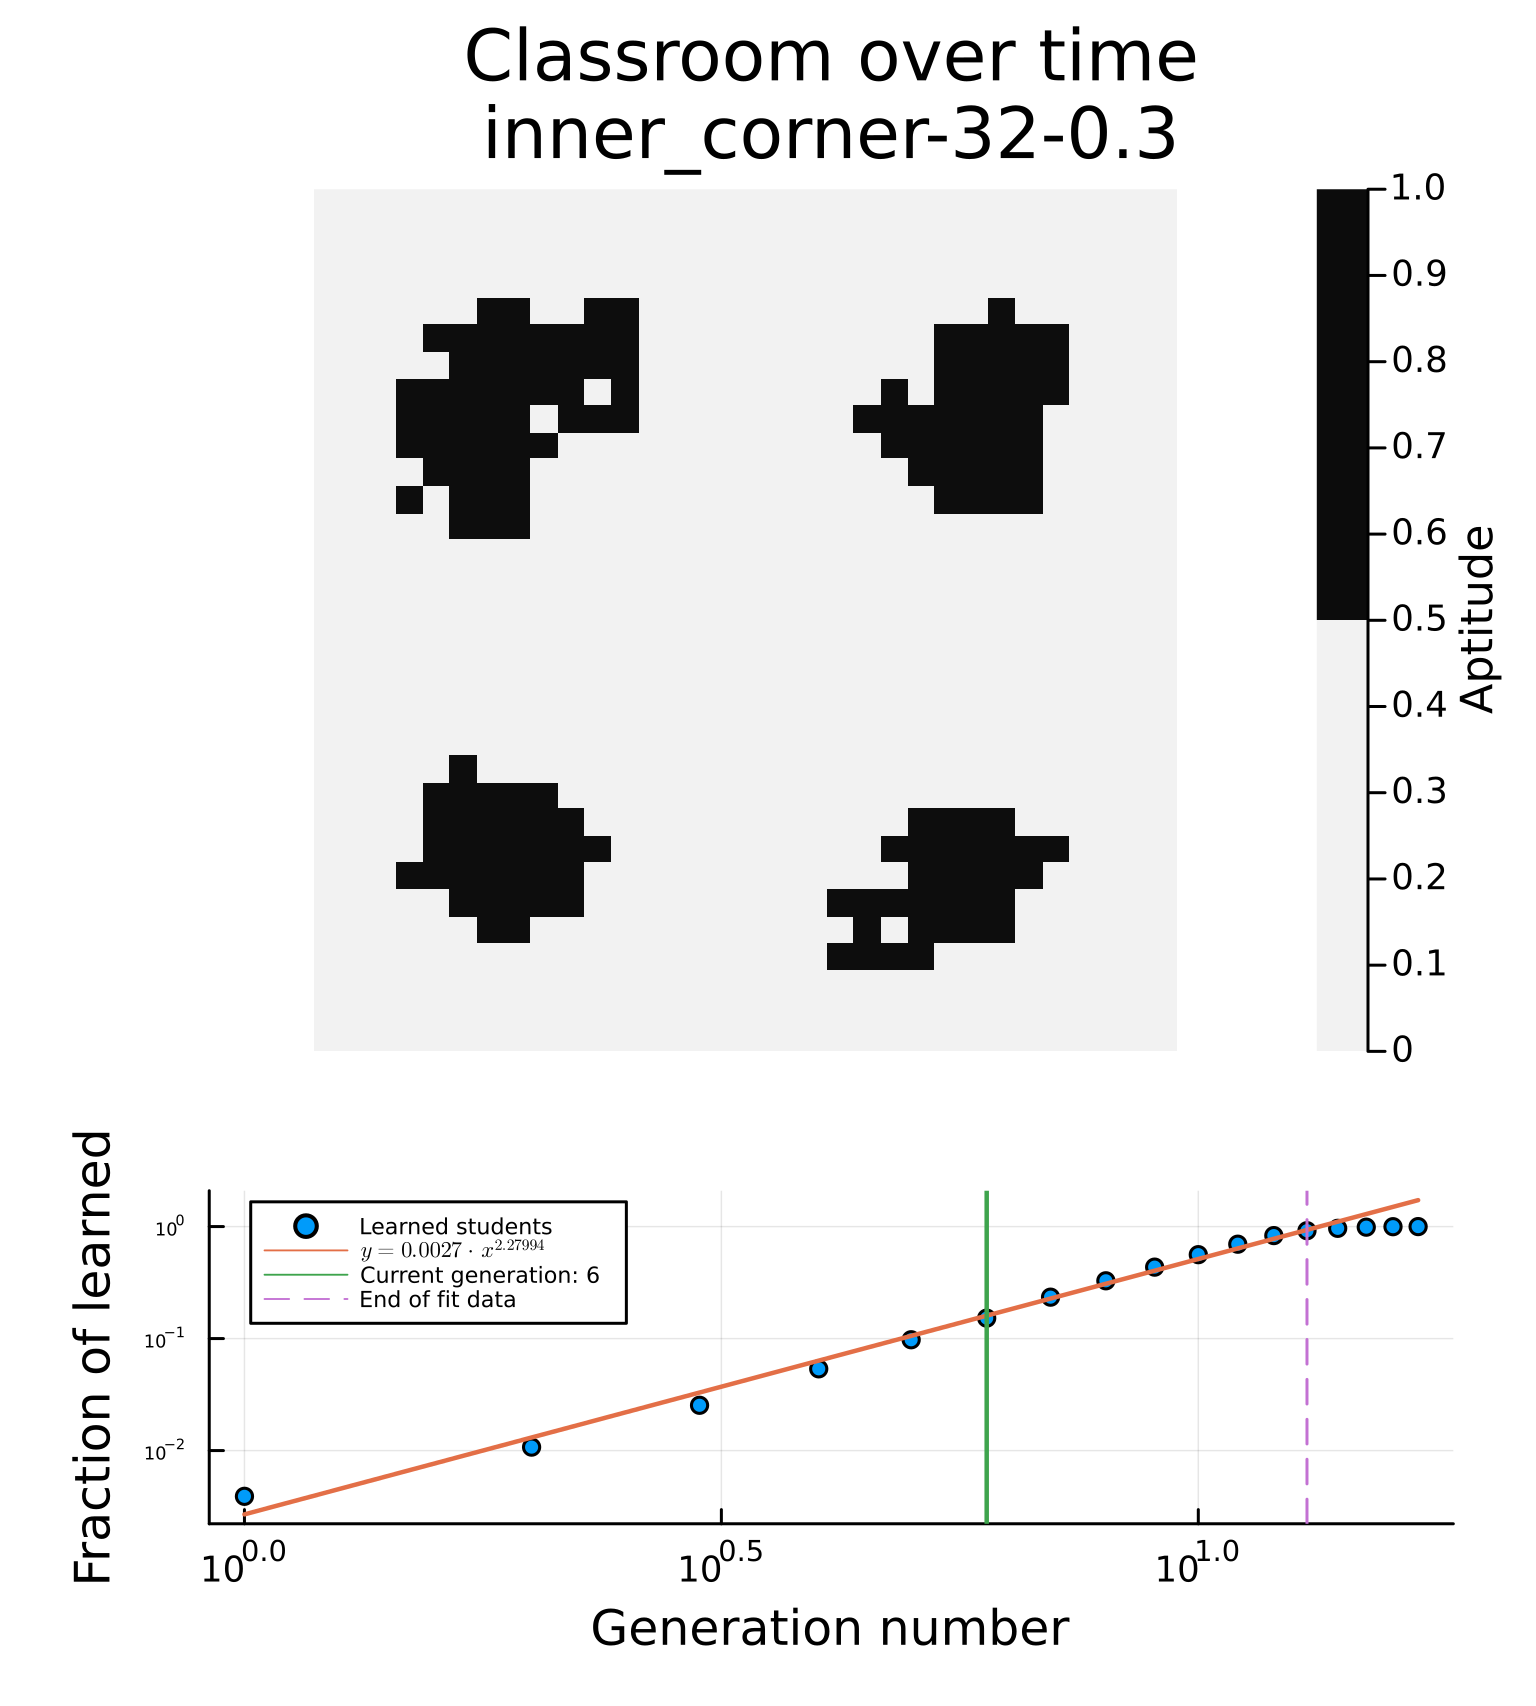 Classroom over time
inner_corner-32-0.3
1.0
0.9
0.8
0.7
0.6
0.5
0.4
0.3
0.2
0.1
0
Aptitude
Fraction of learned
10⁰
10⁻¹
10⁻²
Learned students
y = 0.0027 · x^2.27994
Current generation: 6
End of fit data
10^0.0
10^0.5
10^1.0
Generation number